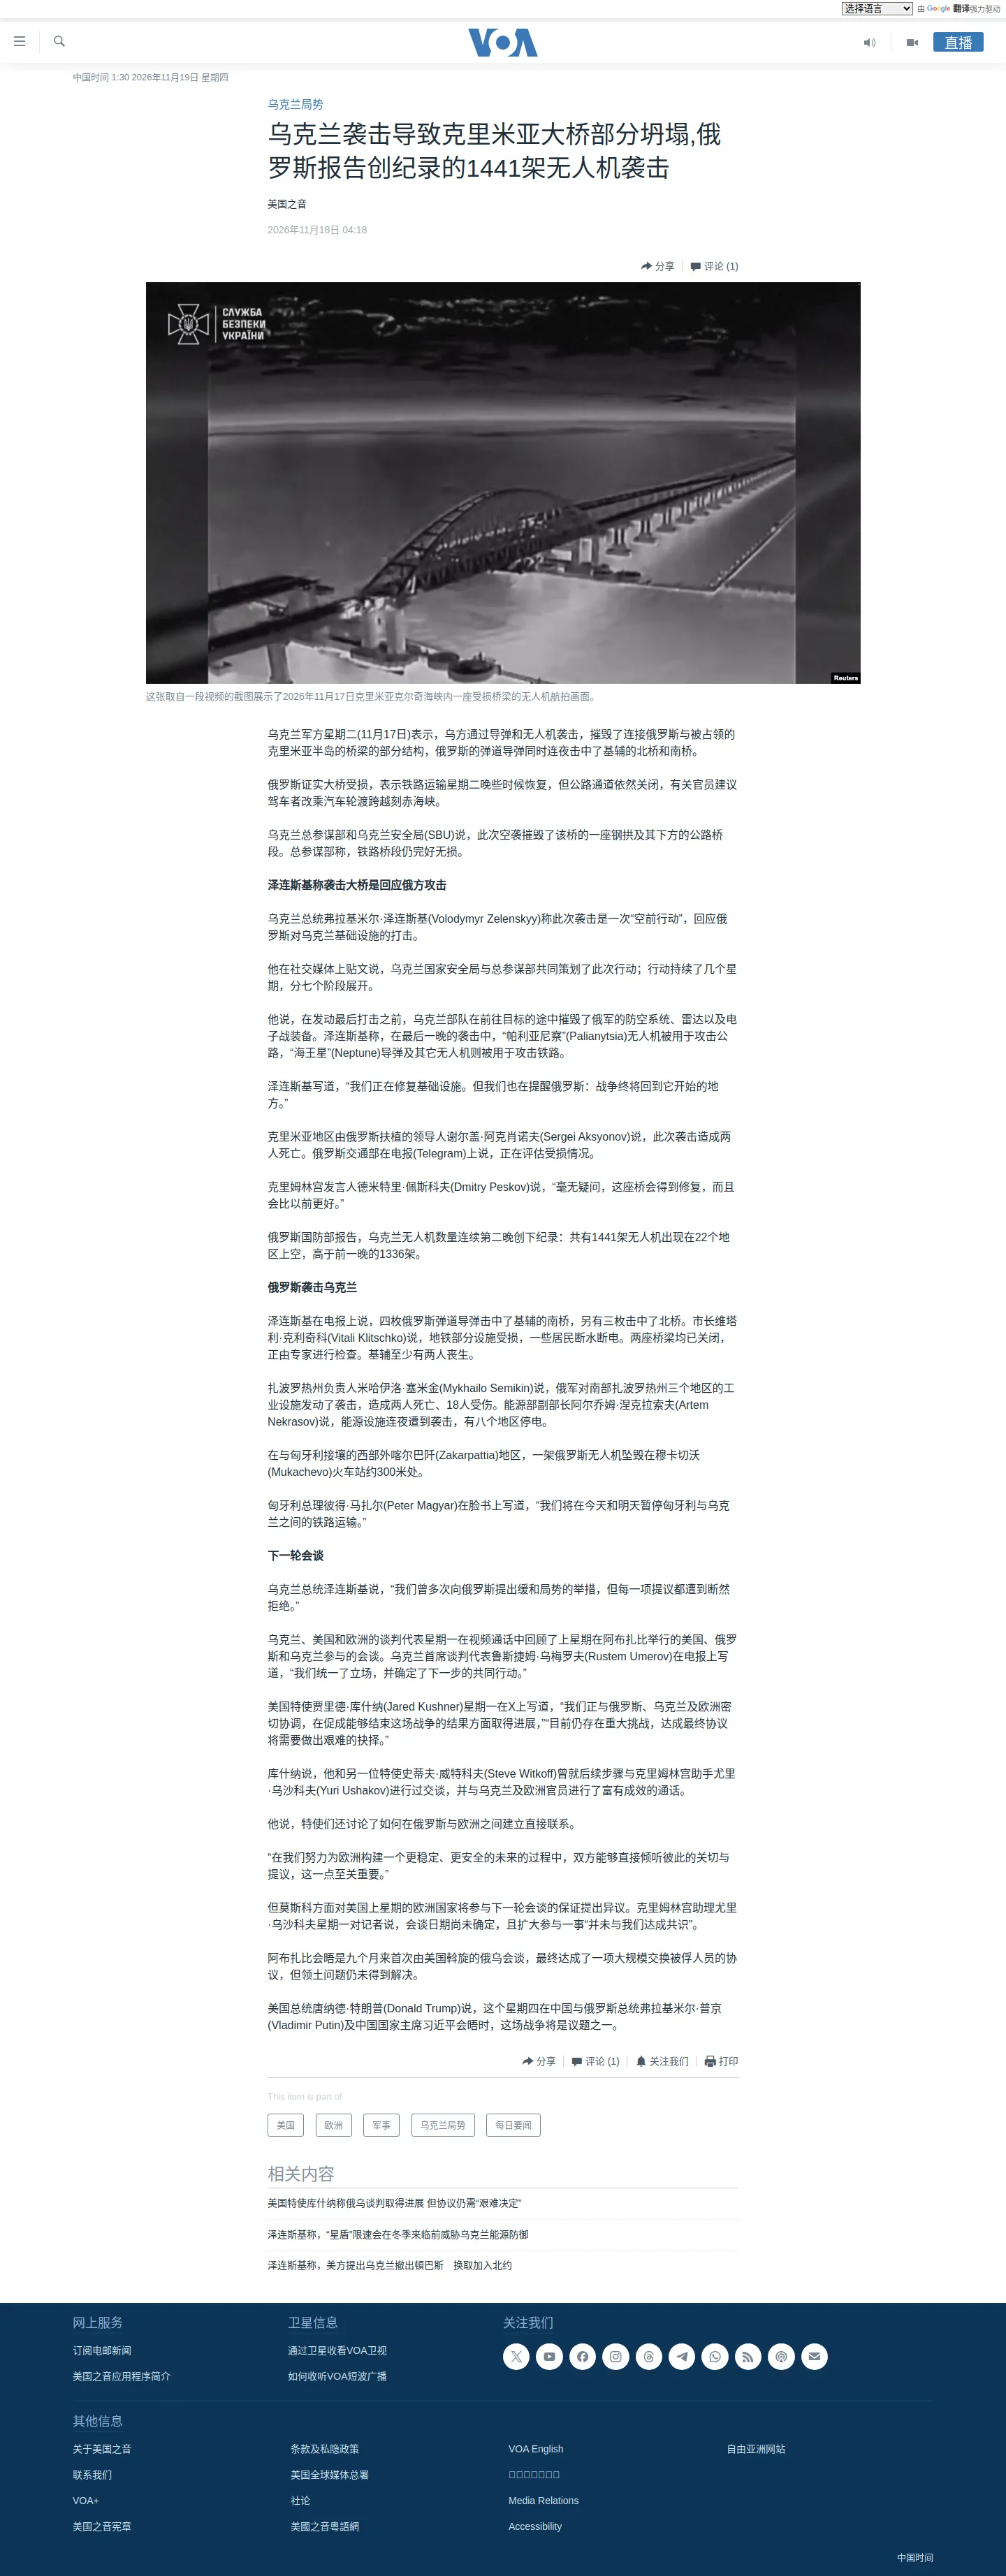 选择语言 由 Google 翻译强力驱动
VOA
直播
中国时间 1:30 2026年11月19日 星期四
乌克兰局势
乌克兰袭击导致克里米亚大桥部分坍塌,俄
罗斯报告创纪录的1441架无人机袭击
美国之音
2026年11月18日 04:18
分享 评论 (1)
СЛУЖБА
БЕЗПЕКИ
УКРАЇНИ
Reuters
这张取自一段视频的截图展示了2026年11月17日克里米亚克尔奇海峡内一座受损桥梁的无人机航拍画面。
乌克兰军方星期二(11月17日)表示，乌方通过导弹和无人机袭击，摧毁了连接俄罗斯与被占领的
克里米亚半岛的桥梁的部分结构，俄罗斯的弹道导弹同时连夜击中了基辅的北桥和南桥。
俄罗斯证实大桥受损，表示铁路运输星期二晚些时候恢复，但公路通道依然关闭，有关官员建议
驾车者改乘汽车轮渡跨越刻赤海峡。
乌克兰总参谋部和乌克兰安全局(SBU)说，此次空袭摧毁了该桥的一座钢拱及其下方的公路桥
段。总参谋部称，铁路桥段仍完好无损。
泽连斯基称袭击大桥是回应俄方攻击
乌克兰总统弗拉基米尔·泽连斯基(Volodymyr Zelenskyy)称此次袭击是一次“空前行动”，回应俄
罗斯对乌克兰基础设施的打击。
他在社交媒体上贴文说，乌克兰国家安全局与总参谋部共同策划了此次行动；行动持续了几个星
期，分七个阶段展开。
他说，在发动最后打击之前，乌克兰部队在前往目标的途中摧毁了俄军的防空系统、雷达以及电
子战装备。泽连斯基称，在最后一晚的袭击中，“帕利亚尼察”(Palianytsia)无人机被用于攻击公
路，“海王星”(Neptune)导弹及其它无人机则被用于攻击铁路。
泽连斯基写道，“我们正在修复基础设施。但我们也在提醒俄罗斯：战争终将回到它开始的地
方。”
克里米亚地区由俄罗斯扶植的领导人谢尔盖·阿克肖诺夫(Sergei Aksyonov)说，此次袭击造成两
人死亡。俄罗斯交通部在电报(Telegram)上说，正在评估受损情况。
克里姆林宫发言人德米特里·佩斯科夫(Dmitry Peskov)说，“毫无疑问，这座桥会得到修复，而且
会比以前更好。”
俄罗斯国防部报告，乌克兰无人机数量连续第二晚创下纪录：共有1441架无人机出现在22个地
区上空，高于前一晚的1336架。
俄罗斯袭击乌克兰
泽连斯基在电报上说，四枚俄罗斯弹道导弹击中了基辅的南桥，另有三枚击中了北桥。市长维塔
利·克利奇科(Vitali Klitschko)说，地铁部分设施受损，一些居民断水断电。两座桥梁均已关闭，
正由专家进行检查。基辅至少有两人丧生。
扎波罗热州负责人米哈伊洛·塞米金(Mykhailo Semikin)说，俄军对南部扎波罗热州三个地区的工
业设施发动了袭击，造成两人死亡、18人受伤。能源部副部长阿尔乔姆·涅克拉索夫(Artem
Nekrasov)说，能源设施连夜遭到袭击，有八个地区停电。
在与匈牙利接壤的西部外喀尔巴阡(Zakarpattia)地区，一架俄罗斯无人机坠毁在穆卡切沃
(Mukachevo)火车站约300米处。
匈牙利总理彼得·马扎尔(Peter Magyar)在脸书上写道，“我们将在今天和明天暂停匈牙利与乌克
兰之间的铁路运输。”
下一轮会谈
乌克兰总统泽连斯基说，“我们曾多次向俄罗斯提出缓和局势的举措，但每一项提议都遭到断然
拒绝。”
乌克兰、美国和欧洲的谈判代表星期一在视频通话中回顾了上星期在阿布扎比举行的美国、俄罗
斯和乌克兰参与的会谈。乌克兰首席谈判代表鲁斯捷姆·乌梅罗夫(Rustem Umerov)在电报上写
道，“我们统一了立场，并确定了下一步的共同行动。”
美国特使贾里德·库什纳(Jared Kushner)星期一在X上写道，“我们正与俄罗斯、乌克兰及欧洲密
切协调，在促成能够结束这场战争的结果方面取得进展，”“目前仍存在重大挑战，达成最终协议
将需要做出艰难的抉择。”
库什纳说，他和另一位特使史蒂夫·威特科夫(Steve Witkoff)曾就后续步骤与克里姆林宫助手尤里
·乌沙科夫(Yuri Ushakov)进行过交谈，并与乌克兰及欧洲官员进行了富有成效的通话。
他说，特使们还讨论了如何在俄罗斯与欧洲之间建立直接联系。
“在我们努力为欧洲构建一个更稳定、更安全的未来的过程中，双方能够直接倾听彼此的关切与
提议，这一点至关重要。”
但莫斯科方面对美国上星期的欧洲国家将参与下一轮会谈的保证提出异议。克里姆林宫助理尤里
·乌沙科夫星期一对记者说，会谈日期尚未确定，且扩大参与一事“并未与我们达成共识”。
阿布扎比会晤是九个月来首次由美国斡旋的俄乌会谈，最终达成了一项大规模交换被俘人员的协
议，但领土问题仍未得到解决。
美国总统唐纳德·特朗普(Donald Trump)说，这个星期四在中国与俄罗斯总统弗拉基米尔·普京
(Vladimir Putin)及中国国家主席习近平会晤时，这场战争将是议题之一。
分享 评论 (1) 关注我们 打印
This item is part of
美国 欧洲 军事 乌克兰局势 每日要闻
相关内容
美国特使库什纳称俄乌谈判取得进展 但协议仍需“艰难决定”
泽连斯基称，“星盾”限速会在冬季来临前威胁乌克兰能源防御
泽连斯基称，美方提出乌克兰撤出顿巴斯 换取加入北约
网上服务 卫星信息 关注我们
订阅电邮新闻 通过卫星收看VOA卫视
美国之音应用程序简介 如何收听VOA短波广播
其他信息
关于美国之音 条款及私隐政策 VOA English 自由亚洲网站
联系我们 美国全球媒体总署
VOA+ 社论 Media Relations
美国之音宪章 美國之音粵語網 Accessibility
中国时间